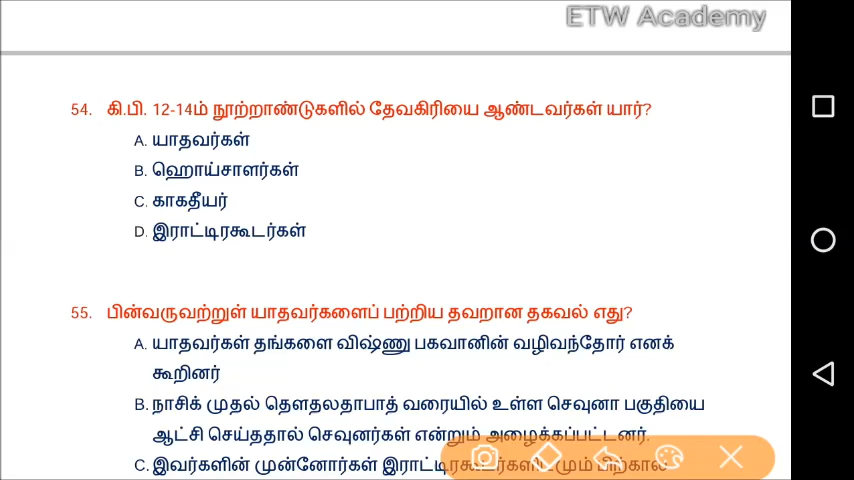 ETW Academy
54. கி.பி. 12-14ம் நூற்றாண்டுகளில் தேவகிரியை ஆண்டவர்கள் யார்?
A. யாதவர்கள்
B. ஹொய்சாளர்கள்
C. காகதீயர்
D. இராட்டிரகூடர்கள்
55. பின்வருவற்றுள் யாதவர்களைப் பற்றிய தவறான தகவல் எது?
A. யாதவர்கள் தங்களை விஷ்ணு பகவானின் வழிவந்தோர் எனக்
கூறினர்
B. நாசிக் முதல் தௌதலதாபாத் வரையில் உள்ள செவுனா பகுதியை
ஆட்சி செய்ததால் செவுனர்கள் என்றும் அழைக்கப்பட்டனர்.
C. இவர்களின் முன்னோர்கள்